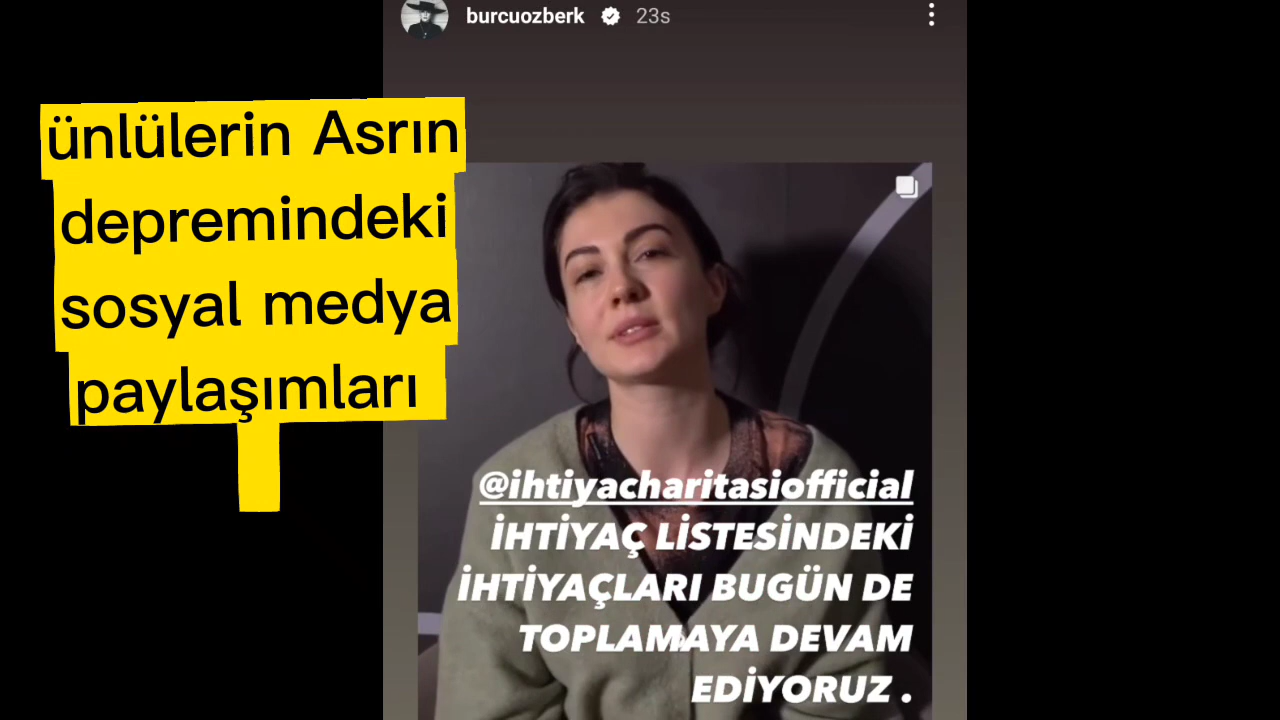 burcuozberk 23s
ünlülerin Asrın
depremindeki
sosyal medya
paylaşımları
@ihtiyacharitasiofficial
İHTİYAÇ LİSTESİNDEKİ
İHTİYAÇLARI BUGÜN DE
TOPLAMAYA DEVAM
EDİYORUZ .